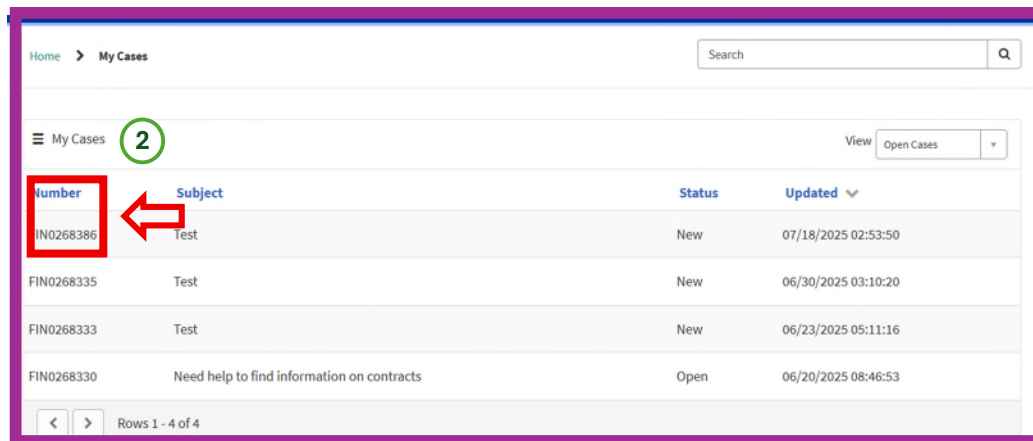 Home > My Cases Search
My Cases 2 View Open Cases
Number Subject Status Updated
FIN0268386 Test New 07/18/2025 02:53:50
FIN0268335 Test New 06/30/2025 03:10:20
FIN0268333 Test New 06/23/2025 05:11:16
FIN0268330 Need help to find information on contracts Open 06/20/2025 08:46:53
< > Rows 1 - 4 of 4